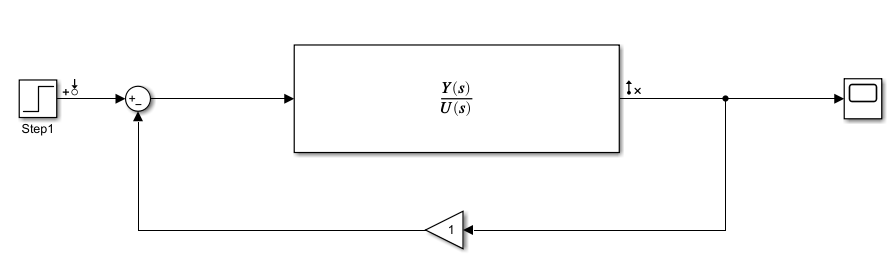 Step1
+
+
−
Y(s)
U(s)
×
1